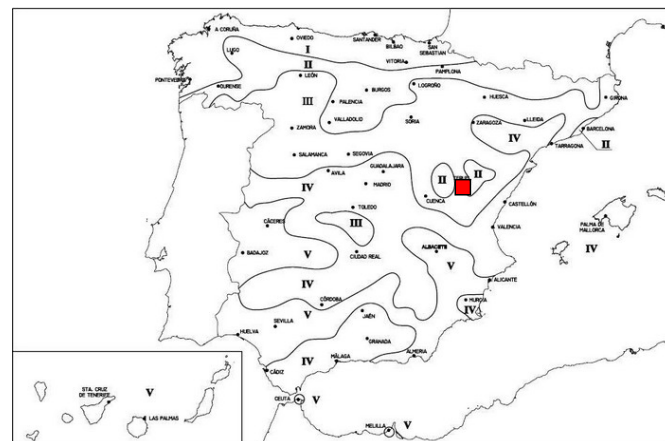 A CORUÑA
OVIEDO
SANTANDER
BILBAO
SAN
SEBASTIAN
I
LUGO
VITORIA
II
PAMPLONA
LEÓN
PONTEVEDRA
OURENSE
LOGROÑO
BURGOS
HUESCA
GIRONA
III
PALENCIA
VALLADOLID
SORIA
ZARAGOZA
LLEIDA
BARCELONA
ZAMORA
IV
II
TARRAGONA
SALAMANCA
SEGOVIA
GUADALAJARA
AVILA
II
II
IV
MADRID
CUENCA
CASTELLÓN
TOLEDO
PALMA DE
MALLORCA
CÁCERES
III
VALENCIA
ALBACETE
IV
BADAJOZ
V
CIUDAD REAL
V
IV
ALICANTE
CÓRDOBA
MURCIA
V
JAÉN
IV
SEVILLA
HUELVA
GRANADA
IV
MÁLAGA
ALMERIA
CÁDIZ
STA. CRUZ
DE TENERIFE
V
CEUTA
V
LAS PALMAS
MELILLA
V